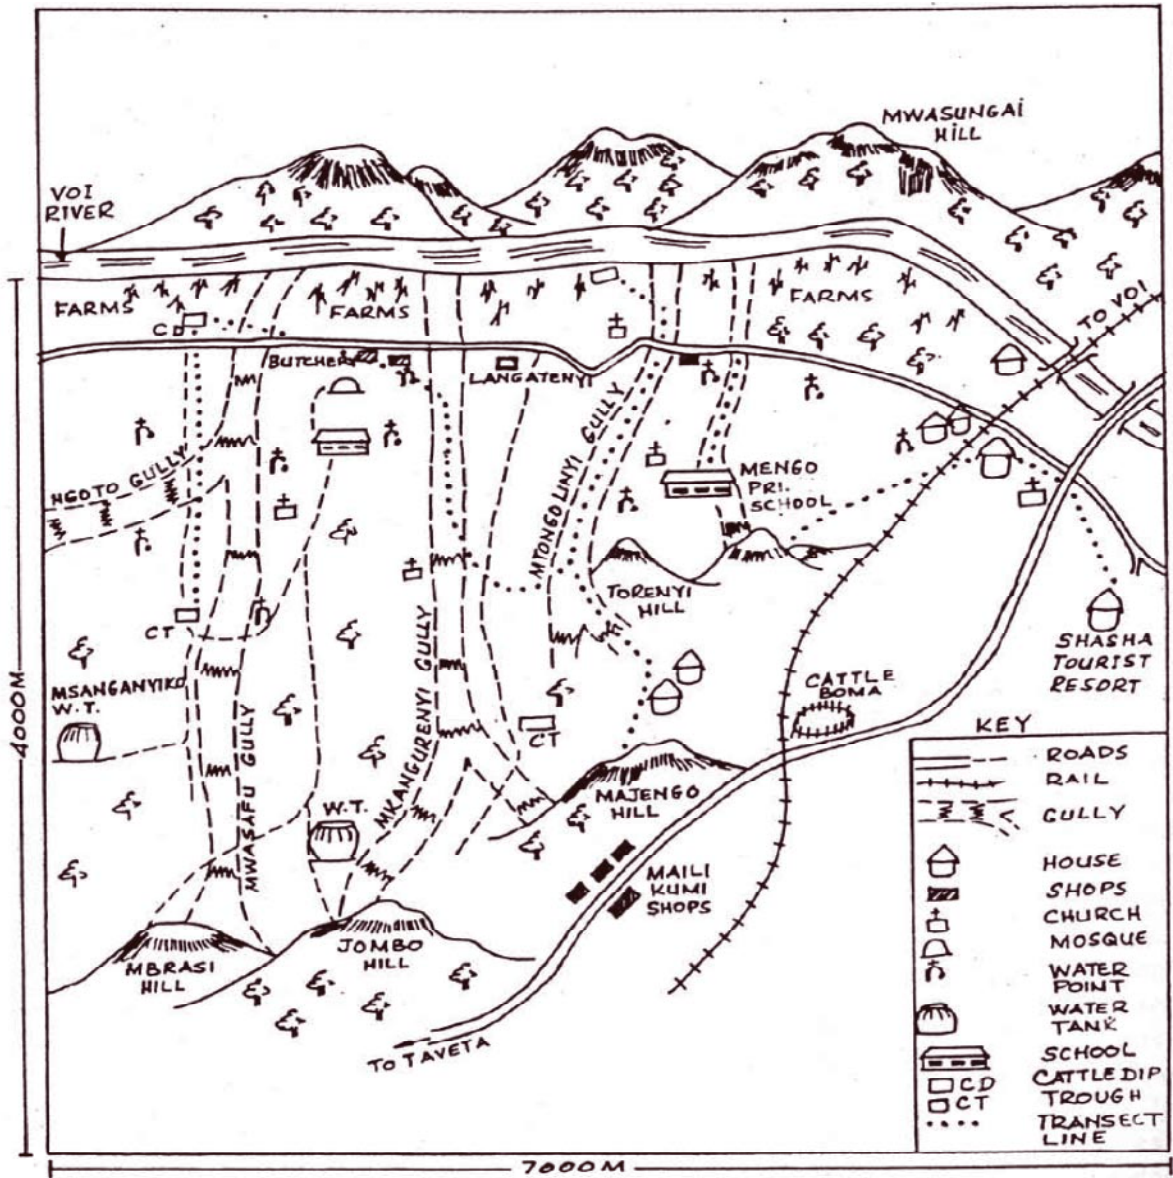 MWASUNGAI
HILL
VOI
RIVER
TO VOI
FARMS
FARMS
FARMS
CD
BUTCHERY
LANGATENYI
NGOTO GULLY
MTONGOLINYI GULLY
MENGO
PRI.
SCHOOL
TORENYI
HILL
CT
SHASHA
TOURIST
RESORT
MSANGANYIKO
W.T.
MWASAFU GULLY
MKANGURENYI GULLY
CATTLE
BOMA
CT
W.T.
MAJENGO
HILL
MAILI
KUMI
SHOPS
MBRASI
HILL
JOMBO
HILL
TO TAVETA
4000M
7000M
KEY
ROADS
RAIL
GULLY
HOUSE
SHOPS
CHURCH
MOSQUE
WATER
POINT
WATER
TANK
SCHOOL
CD CATTLE DIP
CT TROUGH
TRANSECT
LINE